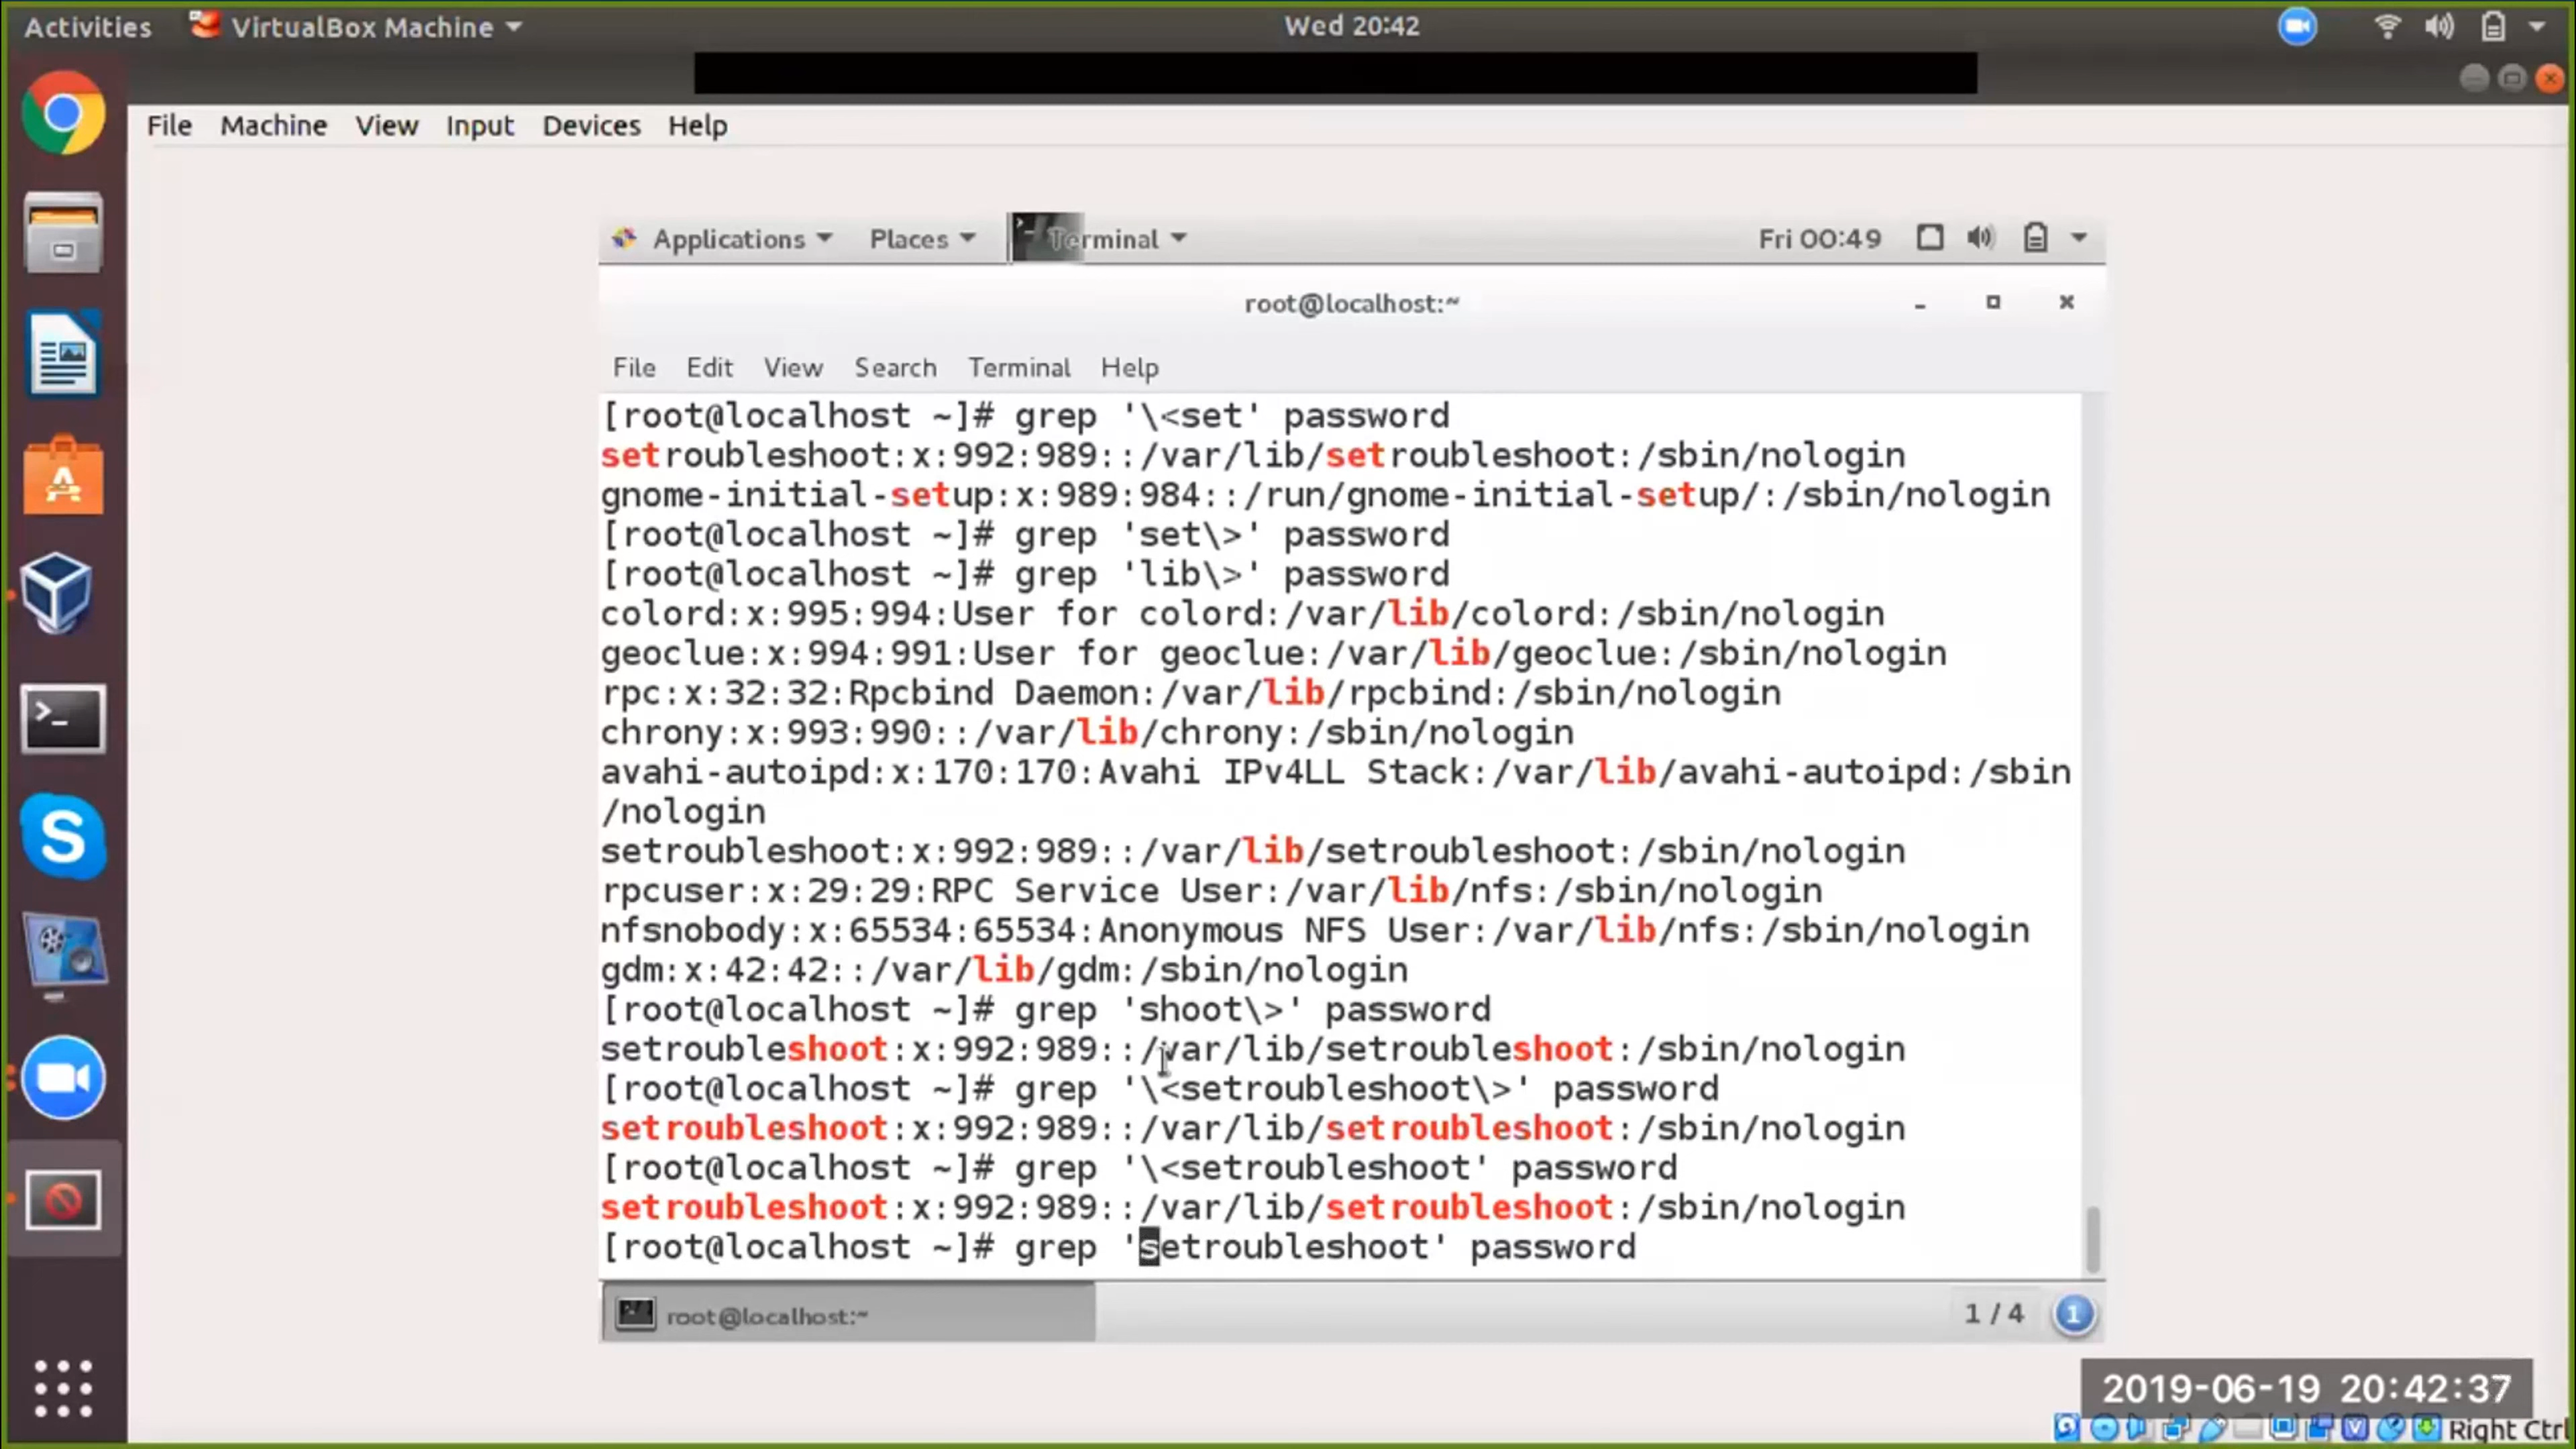 Activities VirtualBox Machine Wed 20:42
File Machine View Input Devices Help
Applications Places Terminal Fri 00:49
root@localhost:~
File Edit View Search Terminal Help
[root@localhost ~]# grep '\<set' password
setroubleshoot:x:992:989::/var/lib/setroubleshoot:/sbin/nologin
gnome-initial-setup:x:989:984::/run/gnome-initial-setup/:/sbin/nologin
[root@localhost ~]# grep 'set\>' password
[root@localhost ~]# grep 'lib\>' password
colord:x:995:994:User for colord:/var/lib/colord:/sbin/nologin
geoclue:x:994:991:User for geoclue:/var/lib/geoclue:/sbin/nologin
rpc:x:32:32:Rpcbind Daemon:/var/lib/rpcbind:/sbin/nologin
chrony:x:993:990::/var/lib/chrony:/sbin/nologin
avahi-autoipd:x:170:170:Avahi IPv4LL Stack:/var/lib/avahi-autoipd:/sbin
/nologin
setroubleshoot:x:992:989::/var/lib/setroubleshoot:/sbin/nologin
rpcuser:x:29:29:RPC Service User:/var/lib/nfs:/sbin/nologin
nfsnobody:x:65534:65534:Anonymous NFS User:/var/lib/nfs:/sbin/nologin
gdm:x:42:42::/var/lib/gdm:/sbin/nologin
[root@localhost ~]# grep 'shoot\>' password
setroubleshoot:x:992:989::/var/lib/setroubleshoot:/sbin/nologin
[root@localhost ~]# grep '\<setroubleshoot\>' password
setroubleshoot:x:992:989::/var/lib/setroubleshoot:/sbin/nologin
[root@localhost ~]# grep '\<setroubleshoot' password
setroubleshoot:x:992:989::/var/lib/setroubleshoot:/sbin/nologin
[root@localhost ~]# grep 'setroubleshoot' password
root@localhost:~ 1 / 4 1
2019-06-19 20:42:37
Right Ctrl